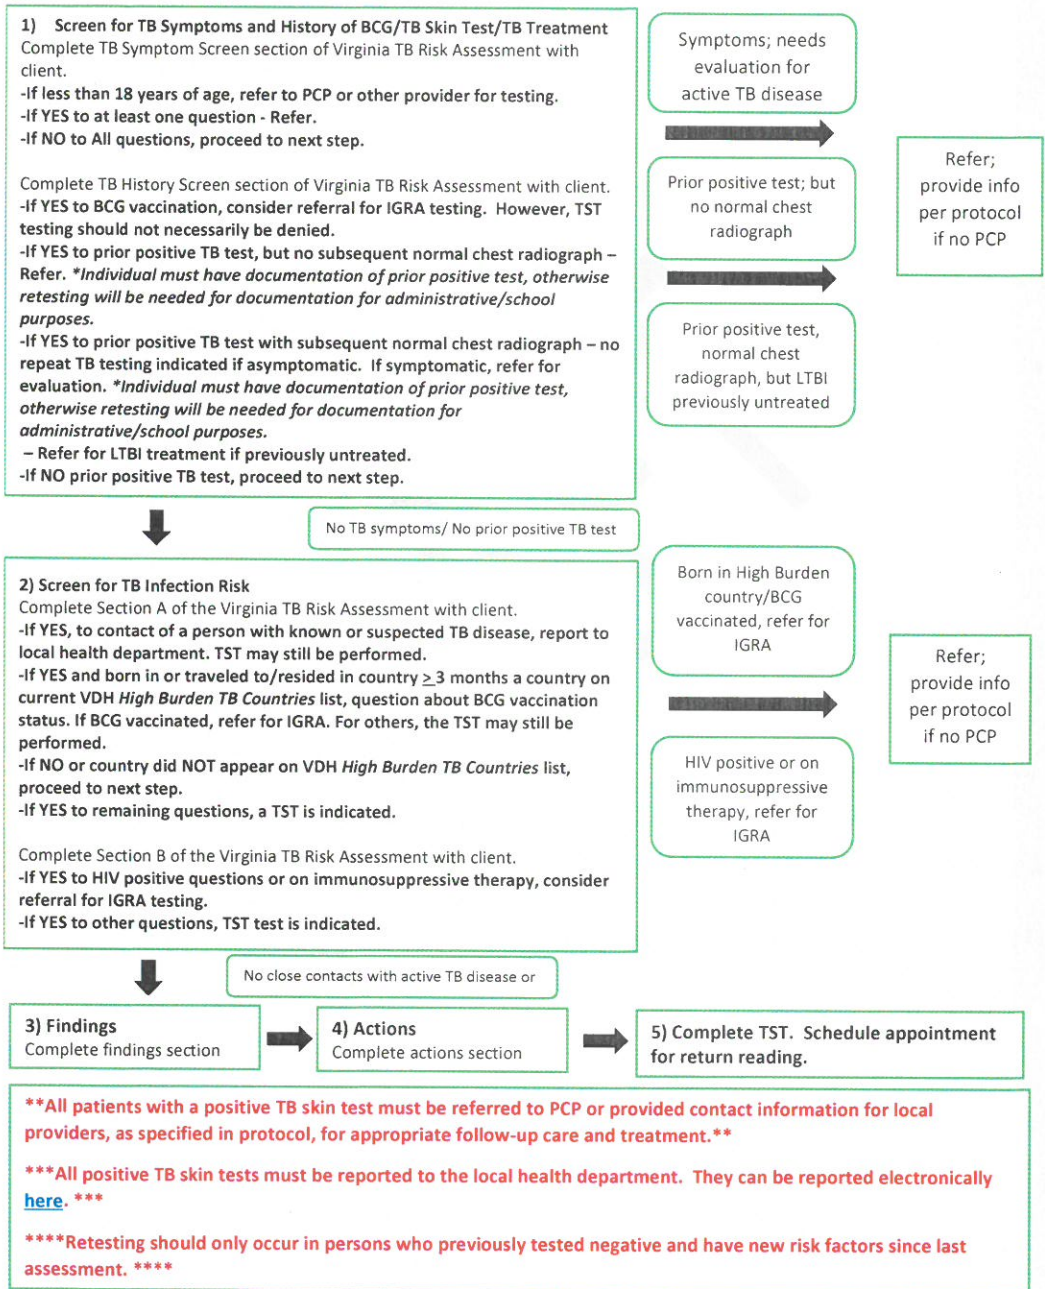 1) Screen for TB Symptoms and History of BCG/TB Skin Test/TB Treatment
Complete TB Symptom Screen section of Virginia TB Risk Assessment with
client.
-If less than 18 years of age, refer to PCP or other provider for testing.
-If YES to at least one question - Refer.
-If NO to All questions, proceed to next step.
Complete TB History Screen section of Virginia TB Risk Assessment with client.
-If YES to BCG vaccination, consider referral for IGRA testing. However, TST
testing should not necessarily be denied.
-If YES to prior positive TB test, but no subsequent normal chest radiograph –
Refer. *Individual must have documentation of prior positive test, otherwise
retesting will be needed for documentation for administrative/school
purposes.
-If YES to prior positive TB test with subsequent normal chest radiograph – no
repeat TB testing indicated if asymptomatic. If symptomatic, refer for
evaluation. *Individual must have documentation of prior positive test,
otherwise retesting will be needed for documentation for
administrative/school purposes.
– Refer for LTBI treatment if previously untreated.
-If NO prior positive TB test, proceed to next step.
Symptoms; needs
evaluation for
active TB disease
Prior positive test; but
no normal chest
radiograph
Prior positive test,
normal chest
radiograph, but LTBI
previously untreated
Refer;
provide info
per protocol
if no PCP
No TB symptoms/ No prior positive TB test
2) Screen for TB Infection Risk
Complete Section A of the Virginia TB Risk Assessment with client.
-If YES, to contact of a person with known or suspected TB disease, report to
local health department. TST may still be performed.
-If YES and born in or traveled to/resided in country ≥3 months a country on
current VDH High Burden TB Countries list, question about BCG vaccination
status. If BCG vaccinated, refer for IGRA. For others, the TST may still be
performed.
-If NO or country did NOT appear on VDH High Burden TB Countries list,
proceed to next step.
-If YES to remaining questions, a TST is indicated.
Complete Section B of the Virginia TB Risk Assessment with client.
-If YES to HIV positive questions or on immunosuppressive therapy, consider
referral for IGRA testing.
-If YES to other questions, TST test is indicated.
Born in High Burden
country/BCG
vaccinated, refer for
IGRA
HIV positive or on
immunosuppressive
therapy, refer for
IGRA
Refer;
provide info
per protocol
if no PCP
No close contacts with active TB disease or
3) Findings
Complete findings section
4) Actions
Complete actions section
5) Complete TST. Schedule appointment
for return reading.
**All patients with a positive TB skin test must be referred to PCP or provided contact information for local
providers, as specified in protocol, for appropriate follow-up care and treatment.**
***All positive TB skin tests must be reported to the local health department. They can be reported electronically
here. ***
****Retesting should only occur in persons who previously tested negative and have new risk factors since last
assessment. ****